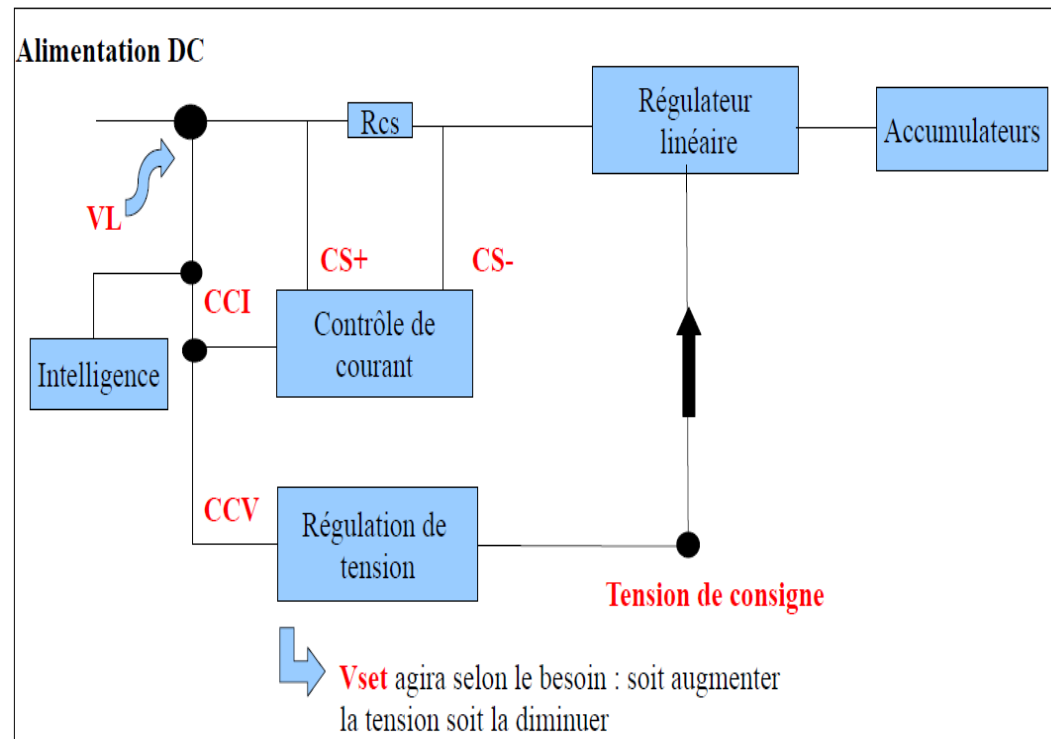 Alimentation DC
Rcs
Régulateur
linéaire
Accumulateurs
VL
CS+
CS-
CCI
Contrôle de
courant
Intelligence
CCV
Régulation de
tension
Tension de consigne
Vset agira selon le besoin : soit augmenter
la tension soit la diminuer